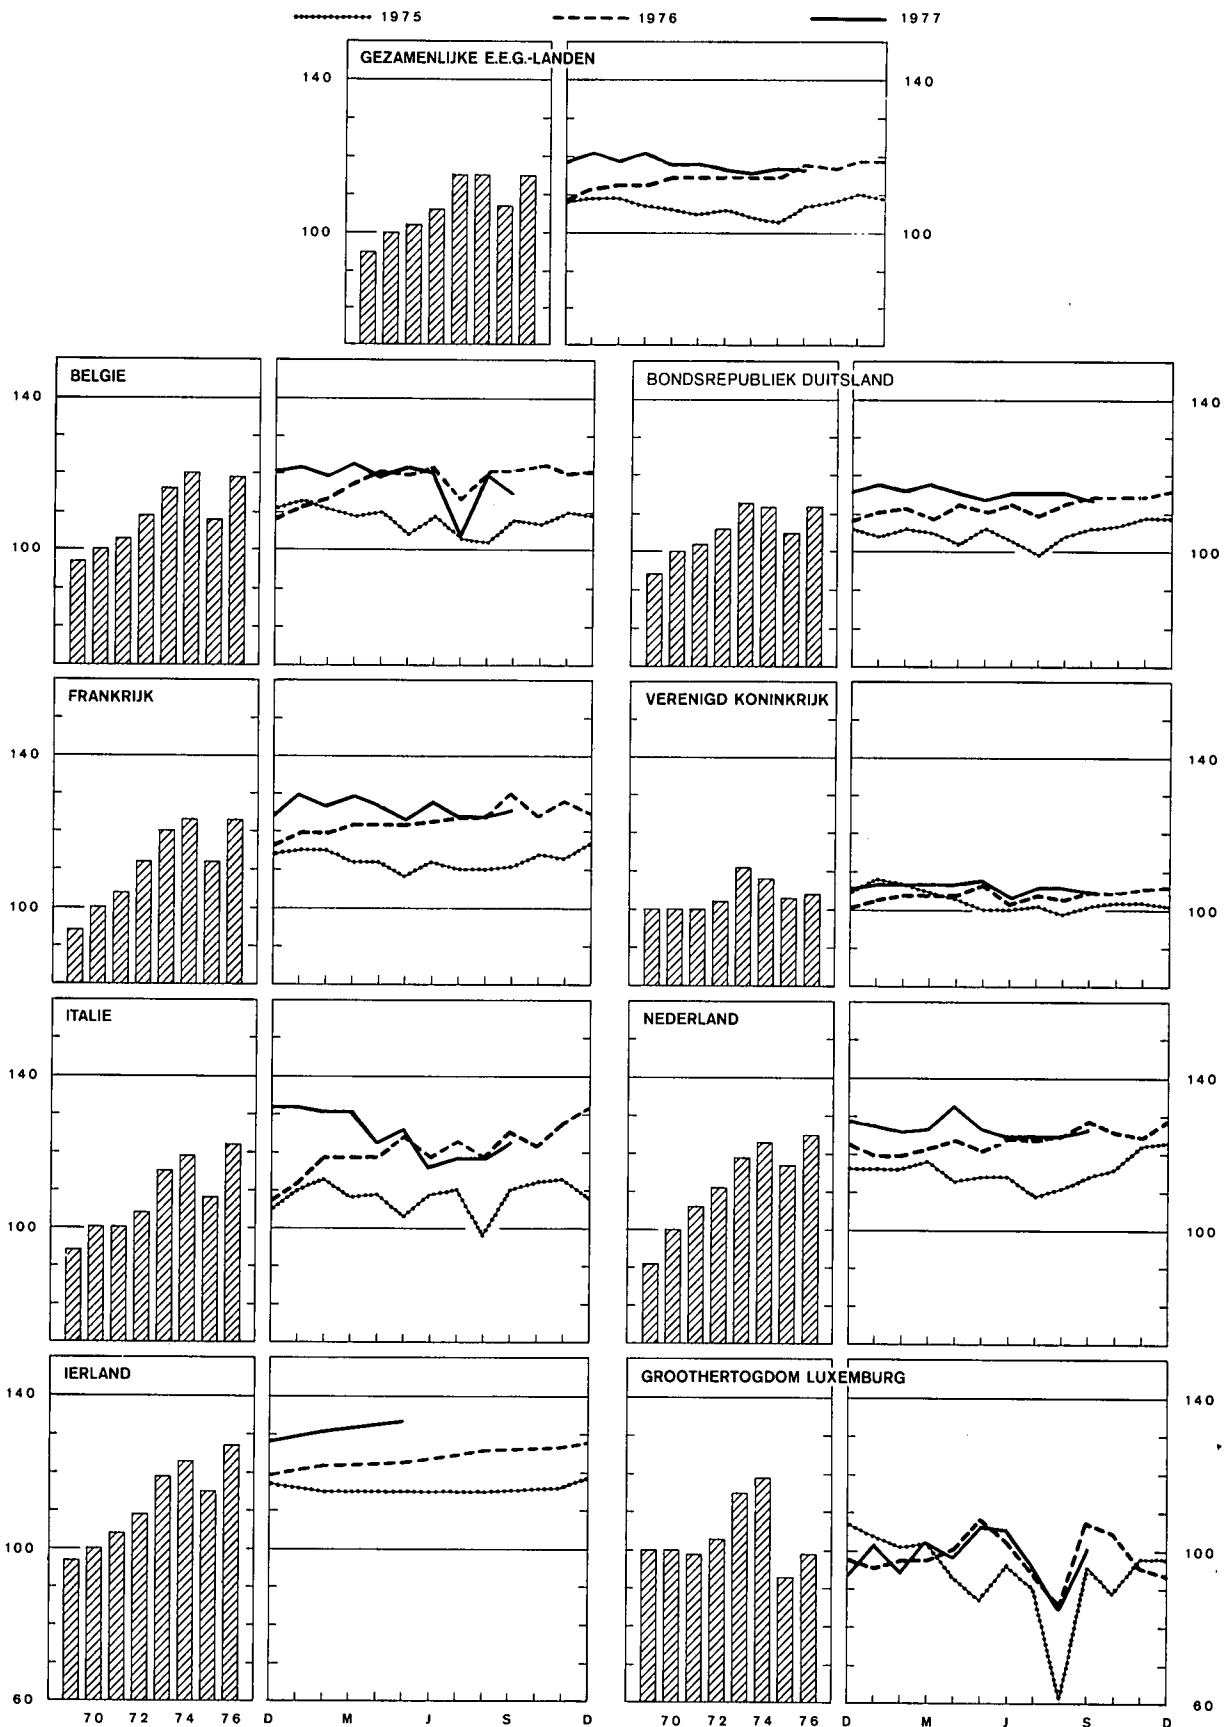 1975 1976 1977
GEZAMENLIJKE E.E.G.-LANDEN
140 140
100 100
BELGIE BONDSREPUBLIEK DUITSLAND
140 140
100 100
FRANKRIJK VERENIGD KONINKRIJK
140 140
100 100
ITALIE NEDERLAND
140 140
100 100
IERLAND GROOTHERTOGDOM LUXEMBURG
140 140
100 100
60 60
70 72 74 76 D M J S D 70 72 74 76 D M J S D